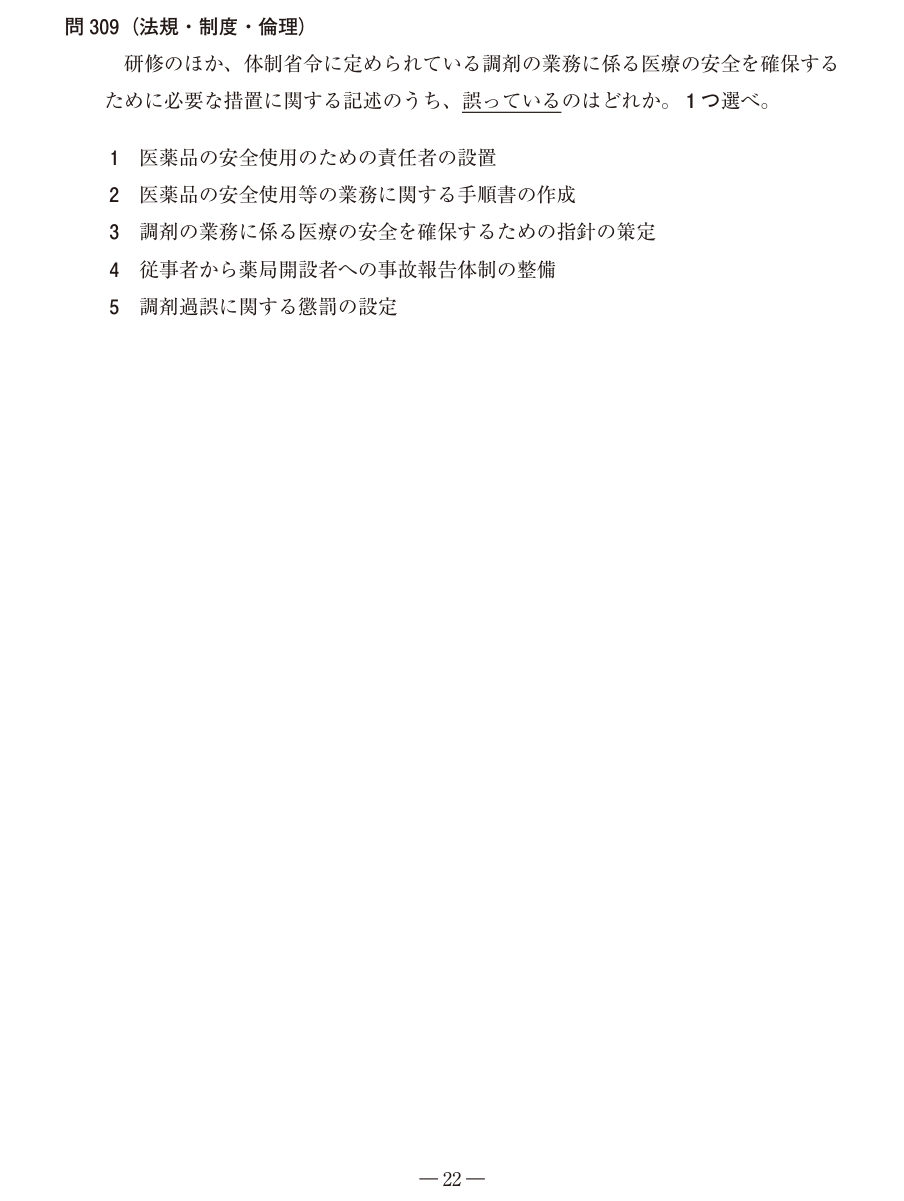 問 309（法規・制度・倫理）
研修のほか、体制省令に定められている調剤の業務に係る医療の安全を確保する
ために必要な措置に関する記述のうち、誤っているのはどれか。1つ選べ。
1 医薬品の安全使用のための責任者の設置
2 医薬品の安全使用等の業務に関する手順書の作成
3 調剤の業務に係る医療の安全を確保するための指針の策定
4 従事者から薬局開設者への事故報告体制の整備
5 調剤過誤に関する懲罰の設定
— 22 —